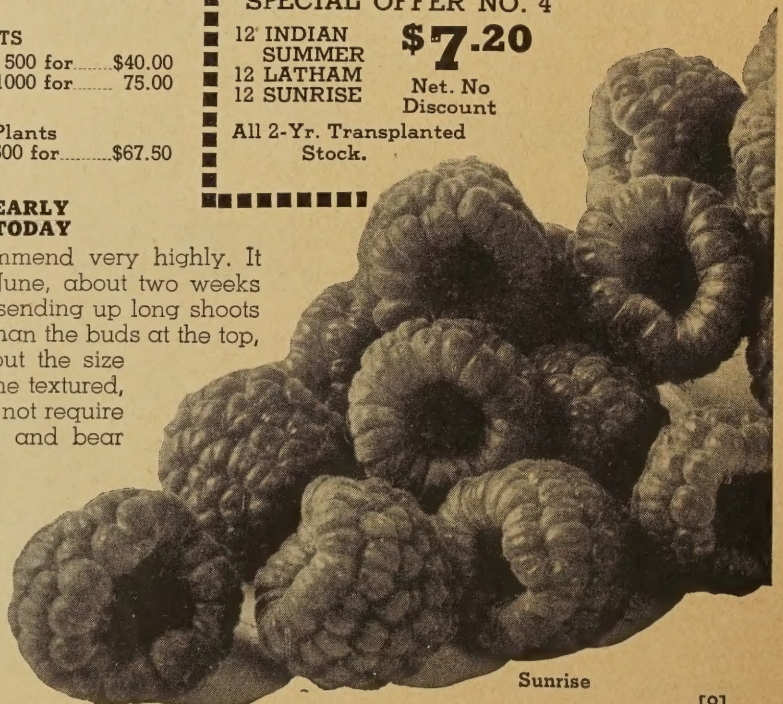 TS
500 for........$40.00
1000 for........ 75.00
Plants
500 for..........$67.50
EARLY
TODAY
mmend very highly. It
June, about two weeks
sending up long shoots
han the buds at the top,
out the size
ne textured,
not require
and bear
SPECIAL OFFER NO. 4
12 INDIAN
SUMMER
12 LATHAM
12 SUNRISE
$7.20
Net. No
Discount
All 2-Yr. Transplanted
Stock.
Sunrise
[9]